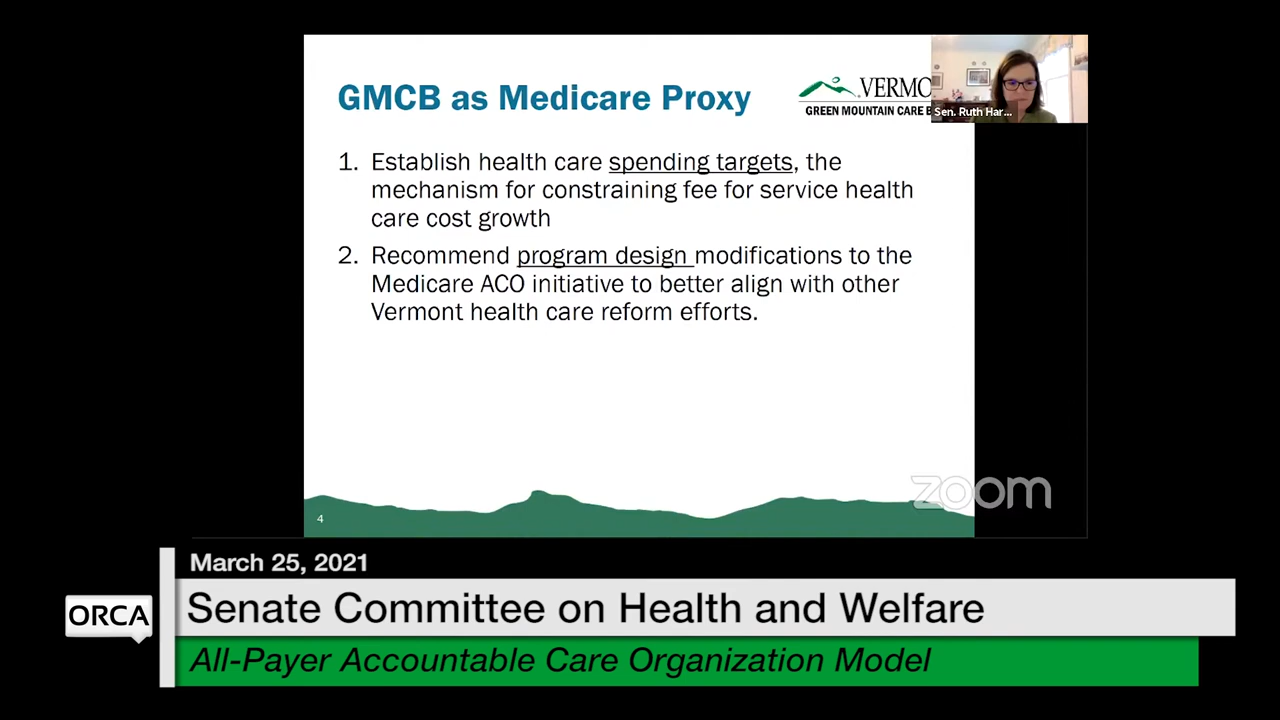 GMCB as Medicare Proxy
VERMO
GREEN MOUNTAIN CARE B
Sen. Ruth Har...
1. Establish health care spending targets, the
mechanism for constraining fee for service health
care cost growth
2. Recommend program design modifications to the
Medicare ACO initiative to better align with other
Vermont health care reform efforts.
zoom
4
March 25, 2021
ORCA
Senate Committee on Health and Welfare
All-Payer Accountable Care Organization Model